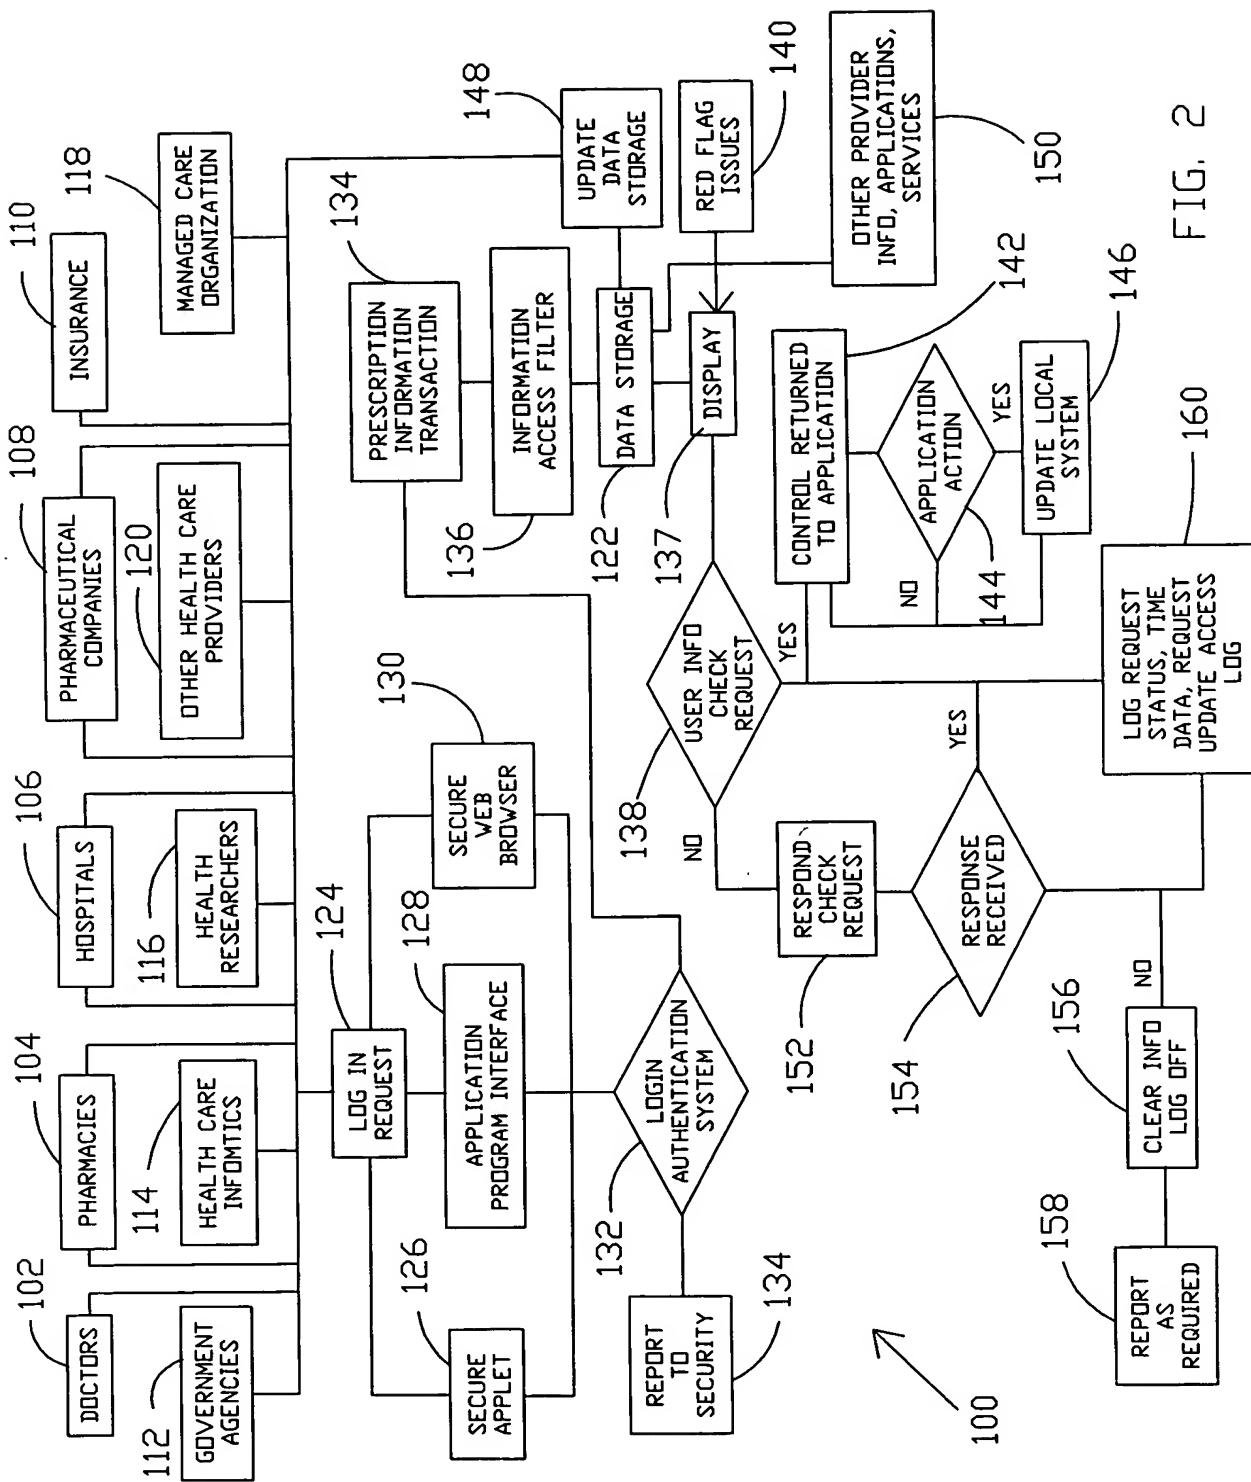 102
DOCTORS
104
PHARMACIES
106
HOSPITALS
108
PHARMACEUTICAL
COMPANIES
110
INSURANCE
112
GOVERNMENT
AGENCIES
114
HEALTH CARE
INFOMTICS
116
HEALTH
RESEARCHERS
120
OTHER HEALTH CARE
PROVIDERS
118
MANAGED CARE
ORGANIZATION
124
LOG IN
REQUEST
126
SECURE
APPLET
128
APPLICATION
PROGRAM INTERFACE
130
SECURE
WEB
BROWSER
132
LOGIN
AUTHENTICATION
SYSTEM
REPORT
TO
SECURITY
134
134
PRESCRIPTION
INFORMATION
TRANSACTION
136
INFORMATION
ACCESS FILTER
122
DATA STORAGE
148
UPDATE
DATA
STORAGE
137
DISPLAY
RED FLAG
ISSUES
140
138
USER INFO
CHECK
REQUEST
NO
YES
CONTROL RETURNED
TO APPLICATION
142
OTHER PROVIDER
INFO, APPLICATIONS,
SERVICES
150
APPLICATION
ACTION
144
NO
YES
UPDATE LOCAL
SYSTEM
146
152
RESPOND
CHECK
REQUEST
154
RESPONSE
RECEIVED
YES
NO
156
CLEAR INFO
LOG OFF
158
REPORT
AS
REQUIRED
160
LOG REQUEST
STATUS, TIME
DATA, REQUEST
UPDATE ACCESS
LOG
100
FIG. 2